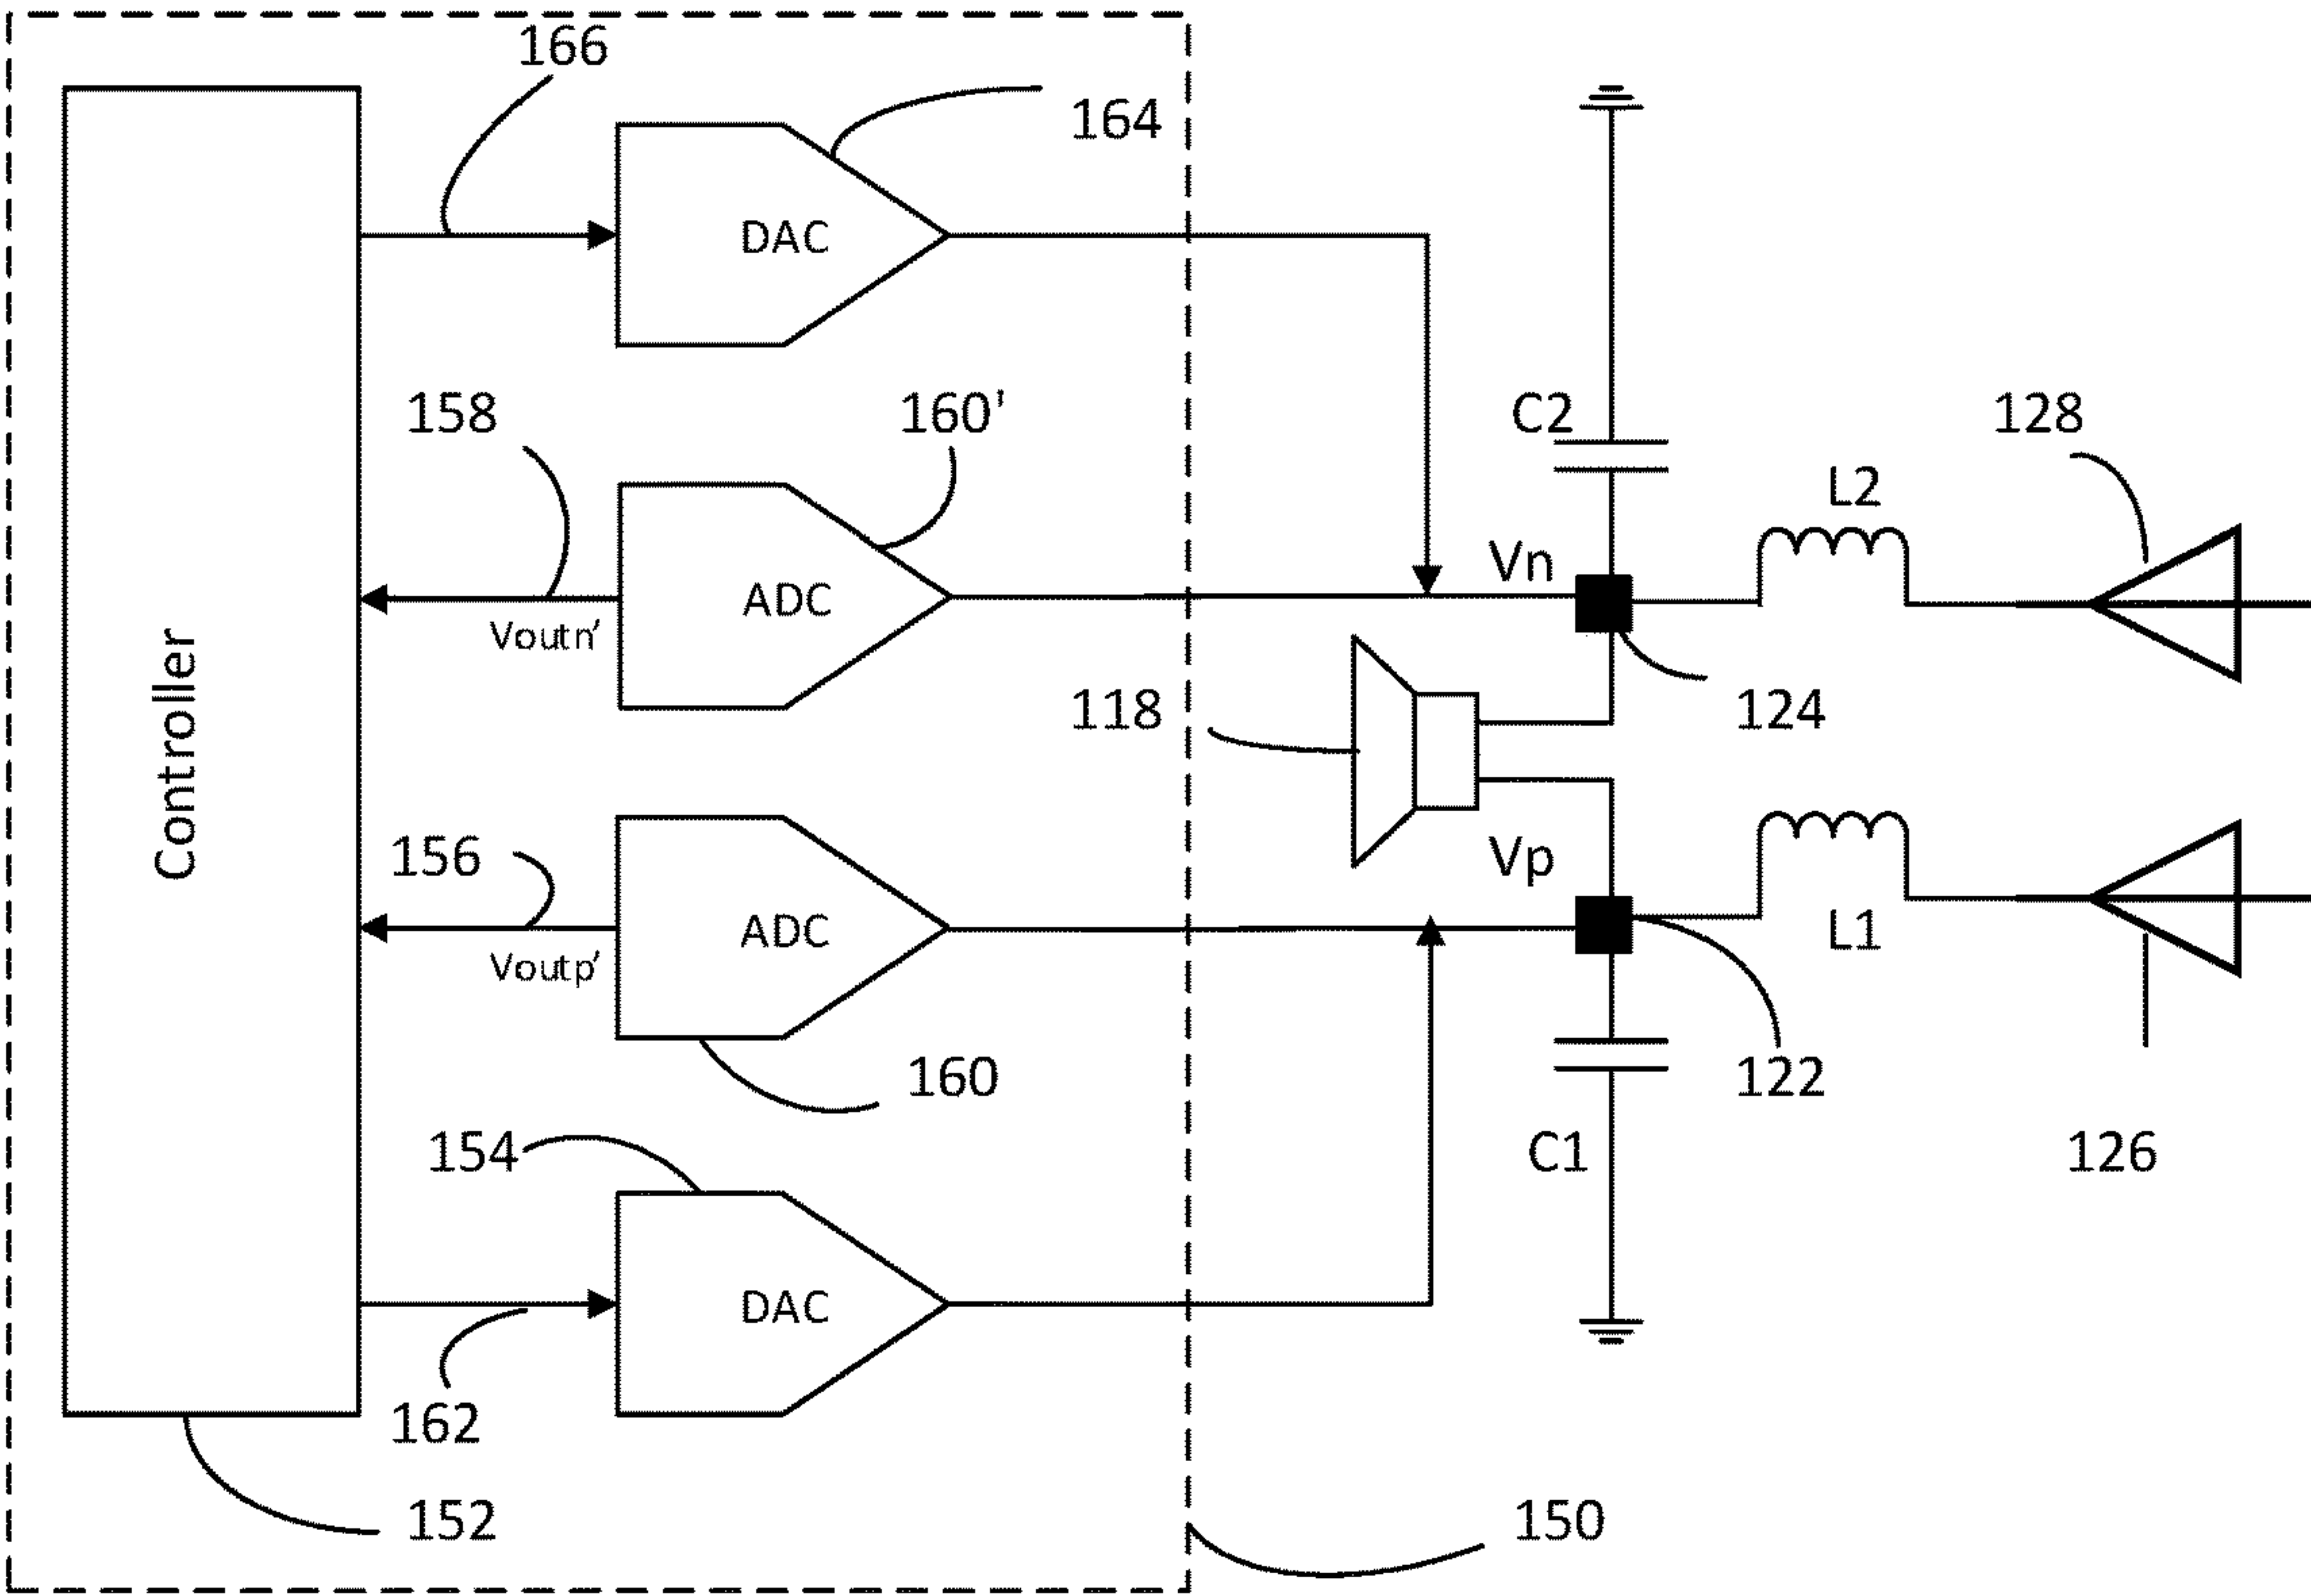 166
164
DAC
158
160'
C2
128
L2
Vn
ADC
Voutn'
Controller
118
124
156
Vp
ADC
L1
Voutp'
160
122
154
C1
126
DAC
162
152
150